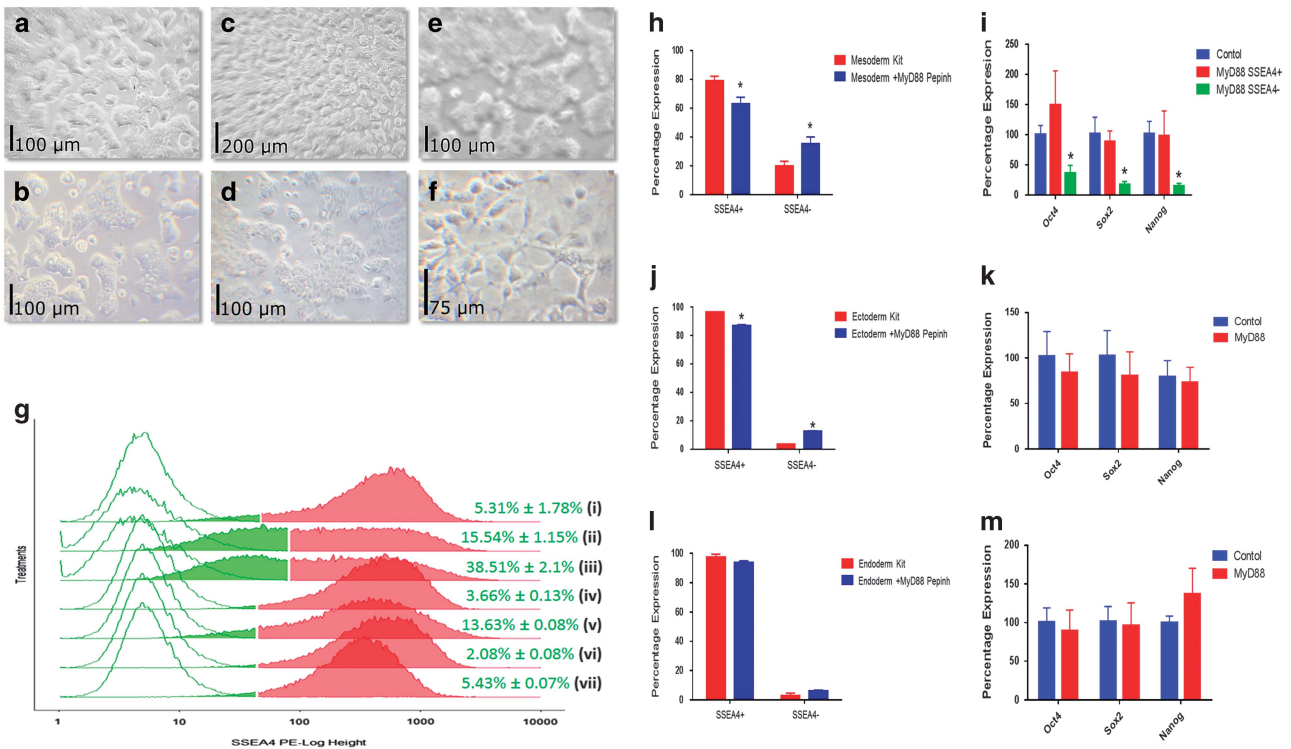 a
100 μm
c
200 μm
e
100 μm
b
100 μm
d
100 μm
f
75 μm
g
Treatments
5.31% ± 1.78% (i)
15.54% ± 1.15% (ii)
38.51% ± 2.1% (iii)
3.66% ± 0.13% (iv)
13.63% ± 0.08% (v)
2.08% ± 0.08% (vi)
5.43% ± 0.07% (vii)
1 10 100 1000 10000
SSEA4 PE-Log Height
h
Percentage Expression
100
80
60
40
20
0
* *
SSEA4+ SSEA4-
Mesoderm Kit
Mesoderm +MyD88 Pepinh
i
Percentage Expression
250
200
150
100
50
0
* * *
Oct4 Sox2 Nanog
Contol
MyD88 SSEA4+
MyD88 SSEA4-
j
Percentage Expression
100
80
60
40
20
0
* *
SSEA4+ SSEA4-
Ectoderm Kit
Ectoderm +MyD88 Pepinh
k
Percentage Expression
150
100
50
0
Oct4 Sox2 Nanog
Contol
MyD88
l
Percentage Expression
100
80
60
40
20
0
SSEA4+ SSEA4-
Endoderm Kit
Endoderm +MyD88 Pepinh
m
Percentage Expression
200
150
100
50
0
Oct4 Sox2 Nanog
Contol
MyD88